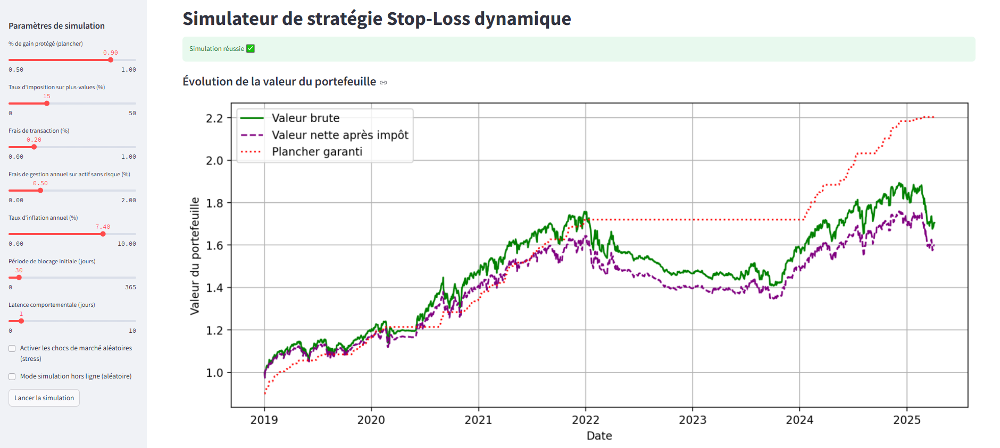 Paramètres de simulation
% de gain protégé (plancher)
0.90
0.50 1.00
Taux d'imposition sur plus-values (%)
15
0 50
Frais de transaction (%)
0.20
0.00 1.00
Frais de gestion annuel sur actif sans risque (%)
0.50
0.00 2.00
Taux d'inflation annuel (%)
7.40
0.00 10.00
Période de blocage initiale (jours)
30
0 365
Latence comportementale (jours)
1
0 10
Activer les chocs de marché aléatoires
(stress)
Mode simulation hors ligne (aléatoire)
Lancer la simulation
Simulateur de stratégie Stop-Loss dynamique
Simulation réussie ✅
Évolution de la valeur du portefeuille
Valeur brute
Valeur nette après impôt
Plancher garanti
Valeur du portefeuille
2.2
2.0
1.8
1.6
1.4
1.2
1.0
2019 2020 2021 2022 2023 2024 2025
Date